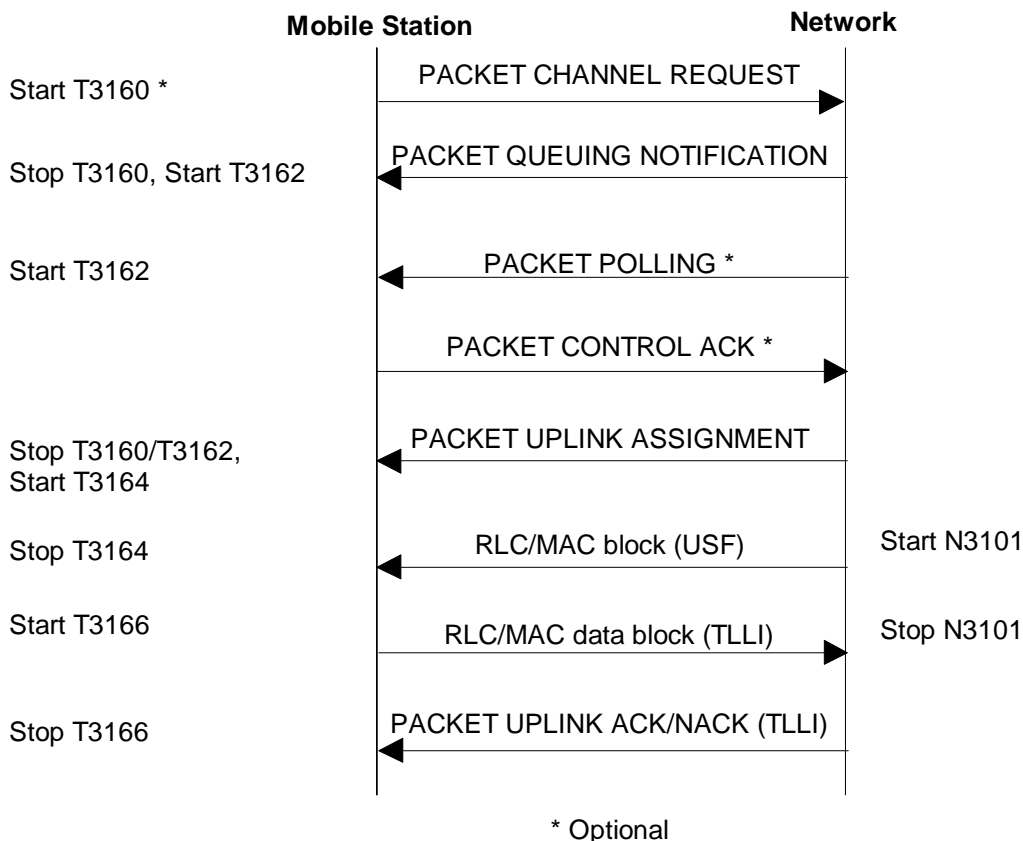 Mobile Station
Network
Start T3160 *
PACKET CHANNEL REQUEST
PACKET QUEUING NOTIFICATION
Stop T3160, Start T3162
Start T3162
PACKET POLLING *
PACKET CONTROL ACK *
Stop T3160/T3162,
Start T3164
PACKET UPLINK ASSIGNMENT
Stop T3164
RLC/MAC block (USF)
Start N3101
Start T3166
RLC/MAC data block (TLLI)
Stop N3101
Stop T3166
PACKET UPLINK ACK/NACK (TLLI)
* Optional